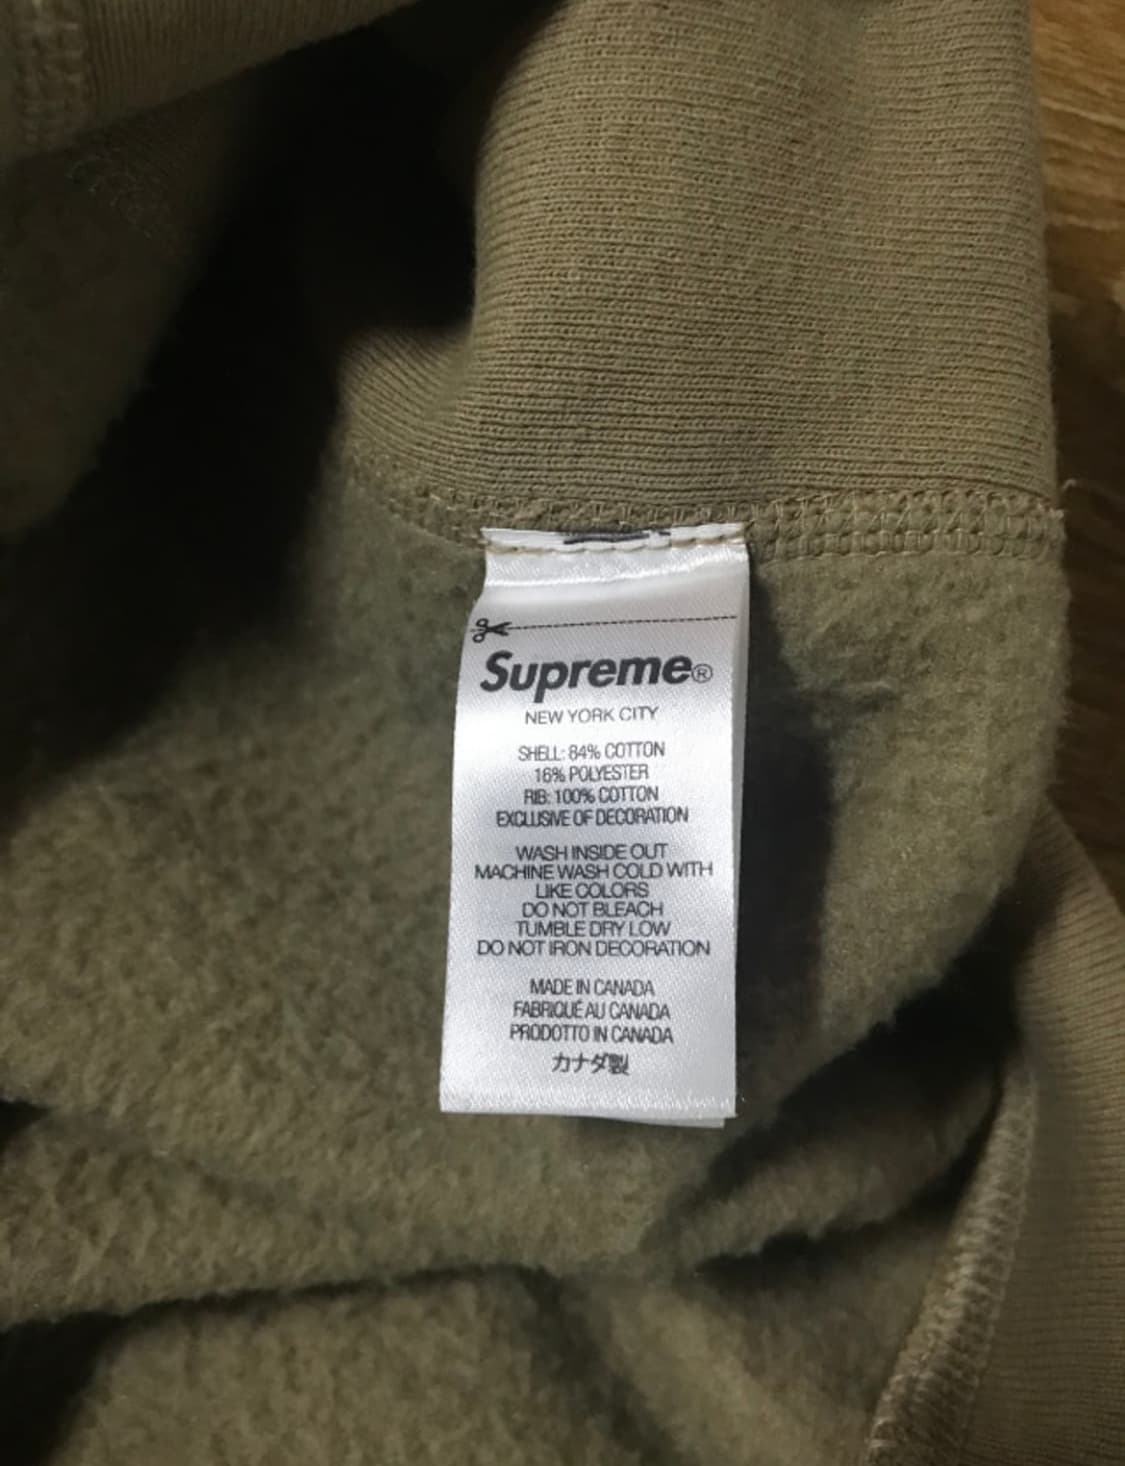 Supreme®
NEW YORK CITY
SHELL: 84% COTTON
16% POLYESTER
RIB: 100% COTTON
EXCLUSIVE OF DECORATION
WASH INSIDE OUT
MACHINE WASH COLD WITH
LIKE COLORS
DO NOT BLEACH
TUMBLE DRY LOW
DO NOT IRON DECORATION
MADE IN CANADA
FABRIQUÉ AU CANADA
PRODOTTO IN CANADA
カナダ製